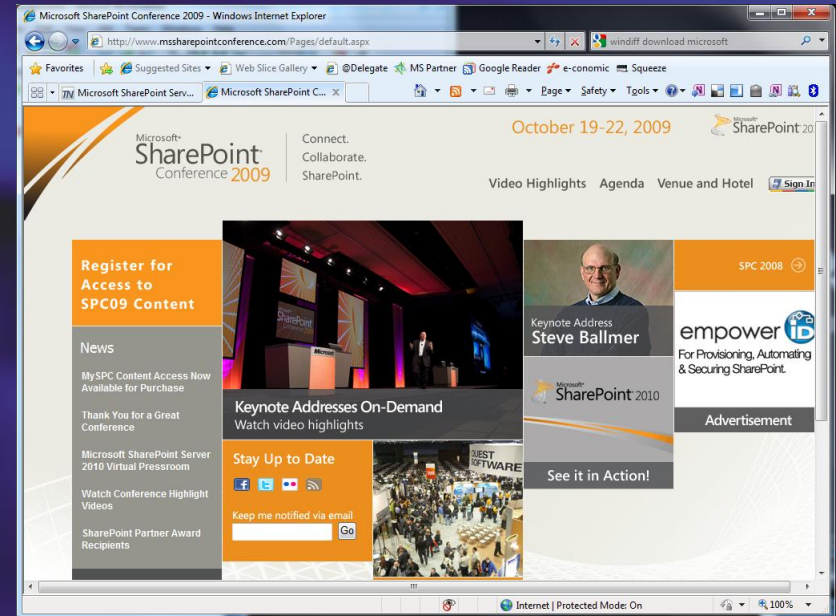 Microsoft SharePoint Conference 2009 - Windows Internet Explorer
http://www.mssharepointconference.com/Pages/default.aspx
windiff download microsoft
Favorites
Suggested Sites
Web Slice Gallery
@Delegate
MS Partner
Google Reader
e-conomic
Squeeze
TN Microsoft SharePoint Serv...
Microsoft SharePoint C...
Page
Safety
Tools
Microsoft
SharePoint
Conference 2009
Connect.
Collaborate.
SharePoint.
October 19-22, 2009
Microsoft
SharePoint 20
Video Highlights Agenda Venue and Hotel
Sign In
Register for
Access to
SPC09 Content
News
MySPC Content Access Now
Available for Purchase
Thank You for a Great
Conference
Microsoft SharePoint Server
2010 Virtual Pressroom
Watch Conference Highlight
Videos
SharePoint Partner Award
Recipients
SharePoint
Microsoft
Keynote Addresses On-Demand
Watch video highlights
Stay Up to Date
Keep me notified via email
Go
QUEST
SOFTWARE
Keynote Address
Steve Ballmer
Microsoft
SharePoint 2010
See it in Action!
SPC 2008
empower ID
For Provisioning, Automating
& Securing SharePoint.
Advertisement
Internet | Protected Mode: On
100%